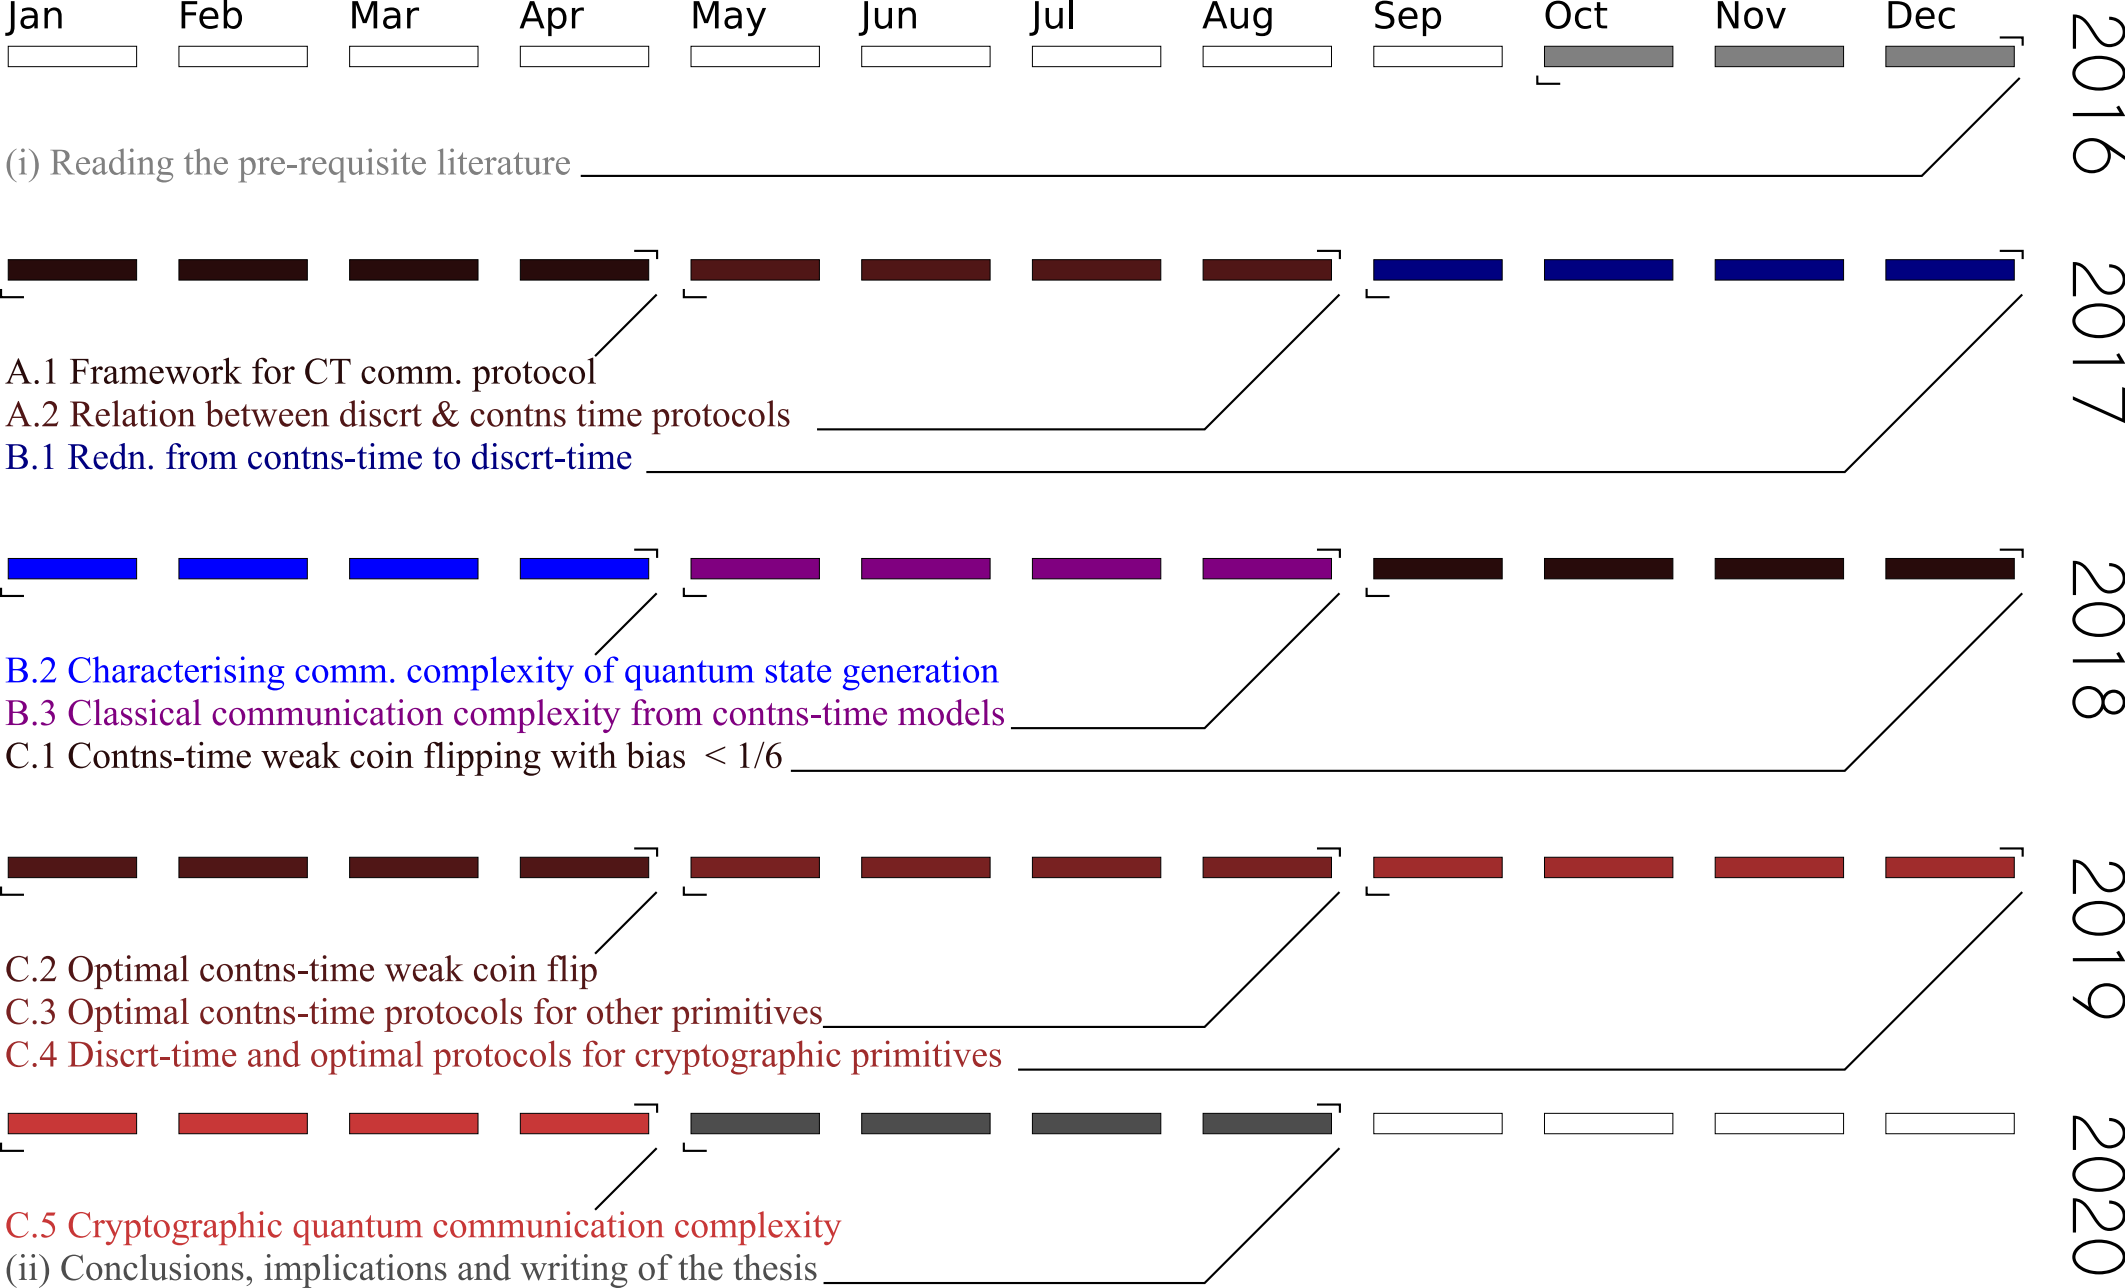 Jan Feb Mar Apr May Jun Jul Aug Sep Oct Nov Dec
2016
(i) Reading the pre-requisite literature
2017
A.1 Framework for CT comm. protocol
A.2 Relation between discrt & contns time protocols
B.1 Redn. from contns-time to discrt-time
2018
B.2 Characterising comm. complexity of quantum state generation
B.3 Classical communication complexity from contns-time models
C.1 Contns-time weak coin flipping with bias < 1/6
2019
C.2 Optimal contns-time weak coin flip
C.3 Optimal contns-time protocols for other primitives
C.4 Discrt-time and optimal protocols for cryptographic primitives
2020
C.5 Cryptographic quantum communication complexity
(ii) Conclusions, implications and writing of the thesis